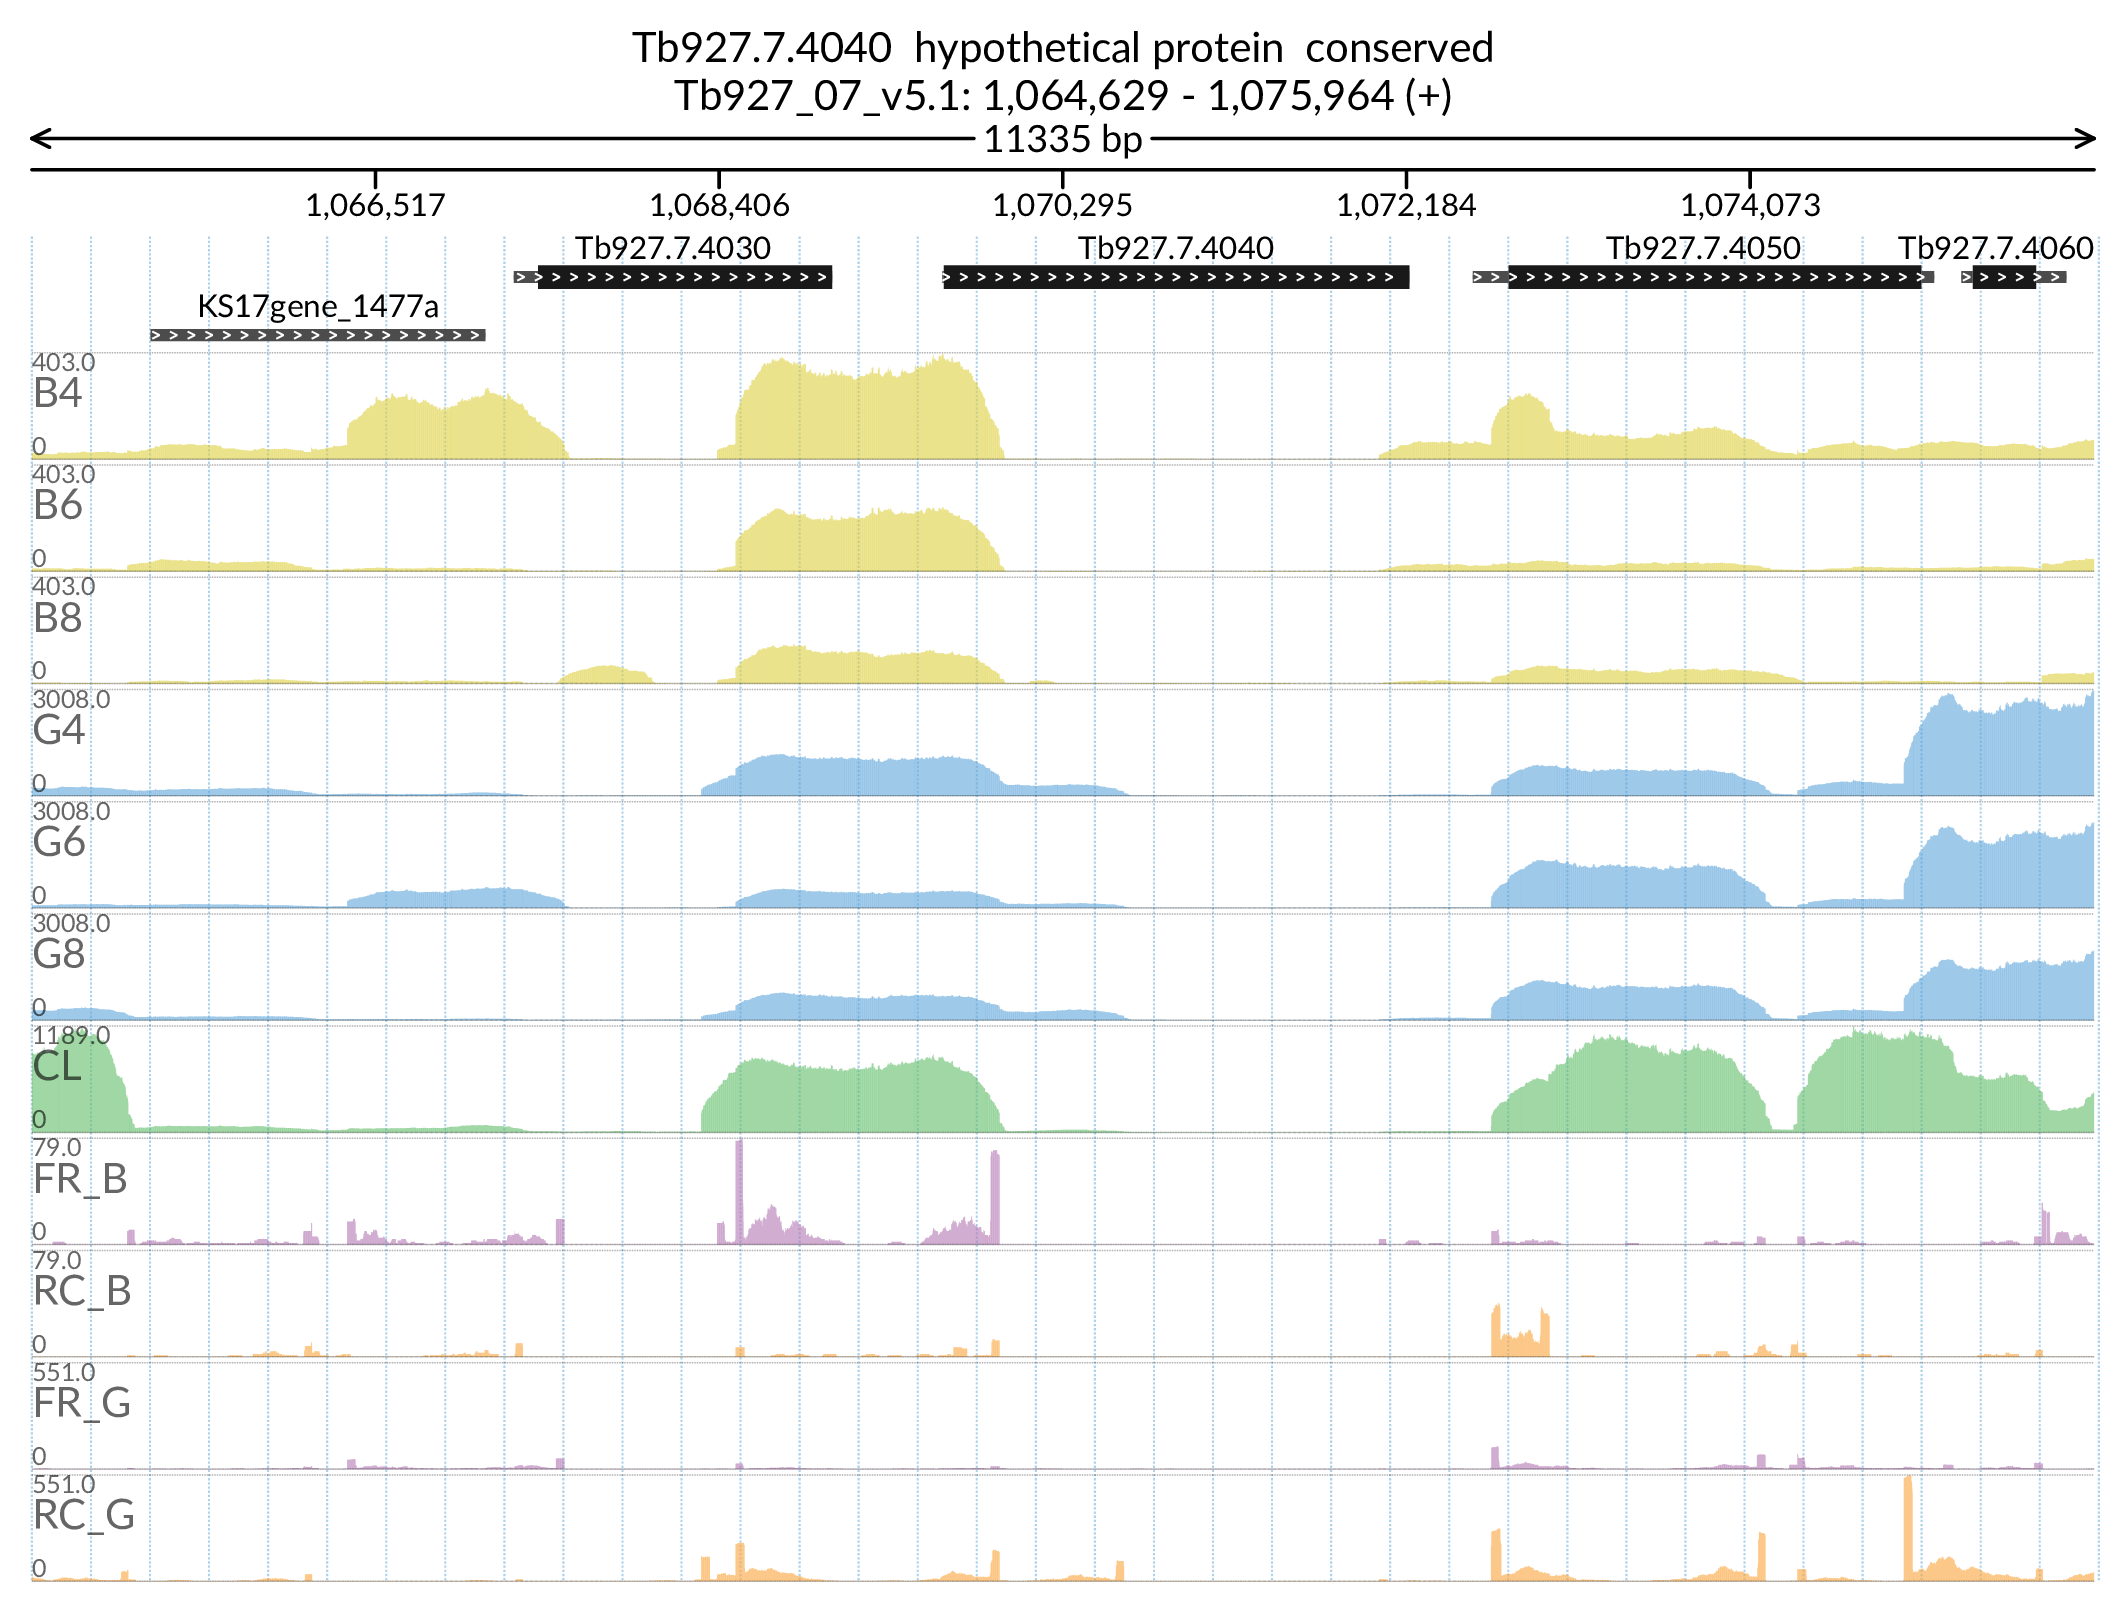 Tb927.7.4040  hypothetical protein  conserved
Tb927_07_v5.1: 1,064,629 - 1,075,964 (+)
11335 bp
1,066,517 1,068,406 1,070,295 1,072,184 1,074,073
Tb927.7.4030 Tb927.7.4040 Tb927.7.4050 Tb927.7.4060
KS17gene_1477a
403.0
B4
0
403.0
B6
0
403.0
B8
0
3008.0
G4
0
3008.0
G6
0
3008.0
G8
0
1189.0
CL
0
79.0
FR_B
0
79.0
RC_B
0
551.0
FR_G
0
551.0
RC_G
0